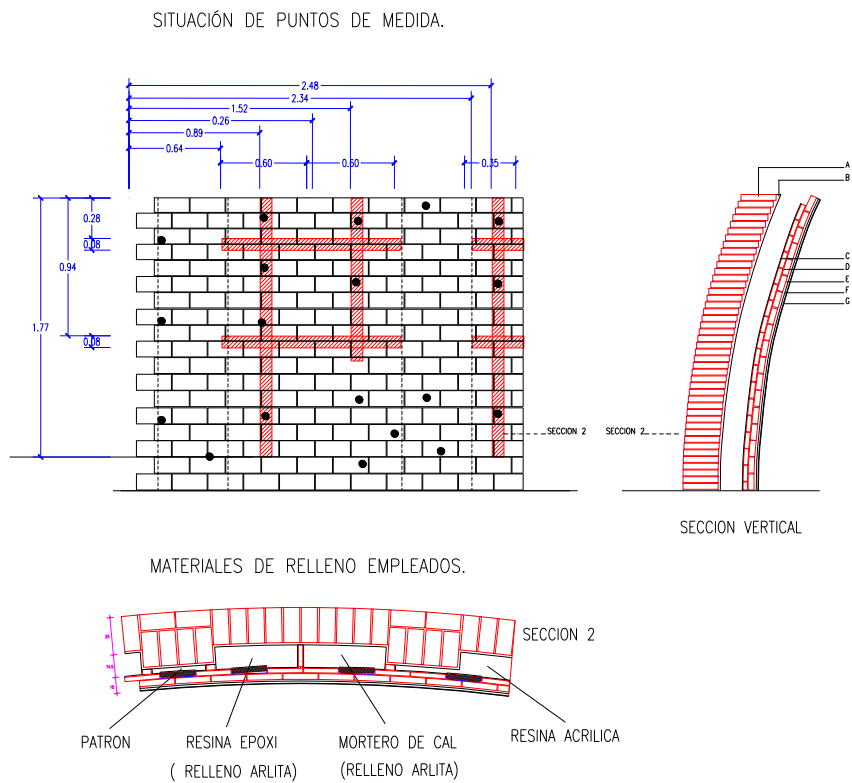 SITUACIÓN DE PUNTOS DE MEDIDA.
2.48
2.34
1.52
0.26
0.89
0.64
0.60
0.60
0.35
0.28
0.08
0.94
1.77
0.08
A
B
C
D
E
F
G
SECCION 2
SECCION 2
SECCION VERTICAL
MATERIALES DE RELLENO EMPLEADOS.
SECCION 2
PATRON
RESINA EPOXI
( RELLENO ARLITA)
MORTERO DE CAL
(RELLENO ARLITA)
RESINA ACRILICA